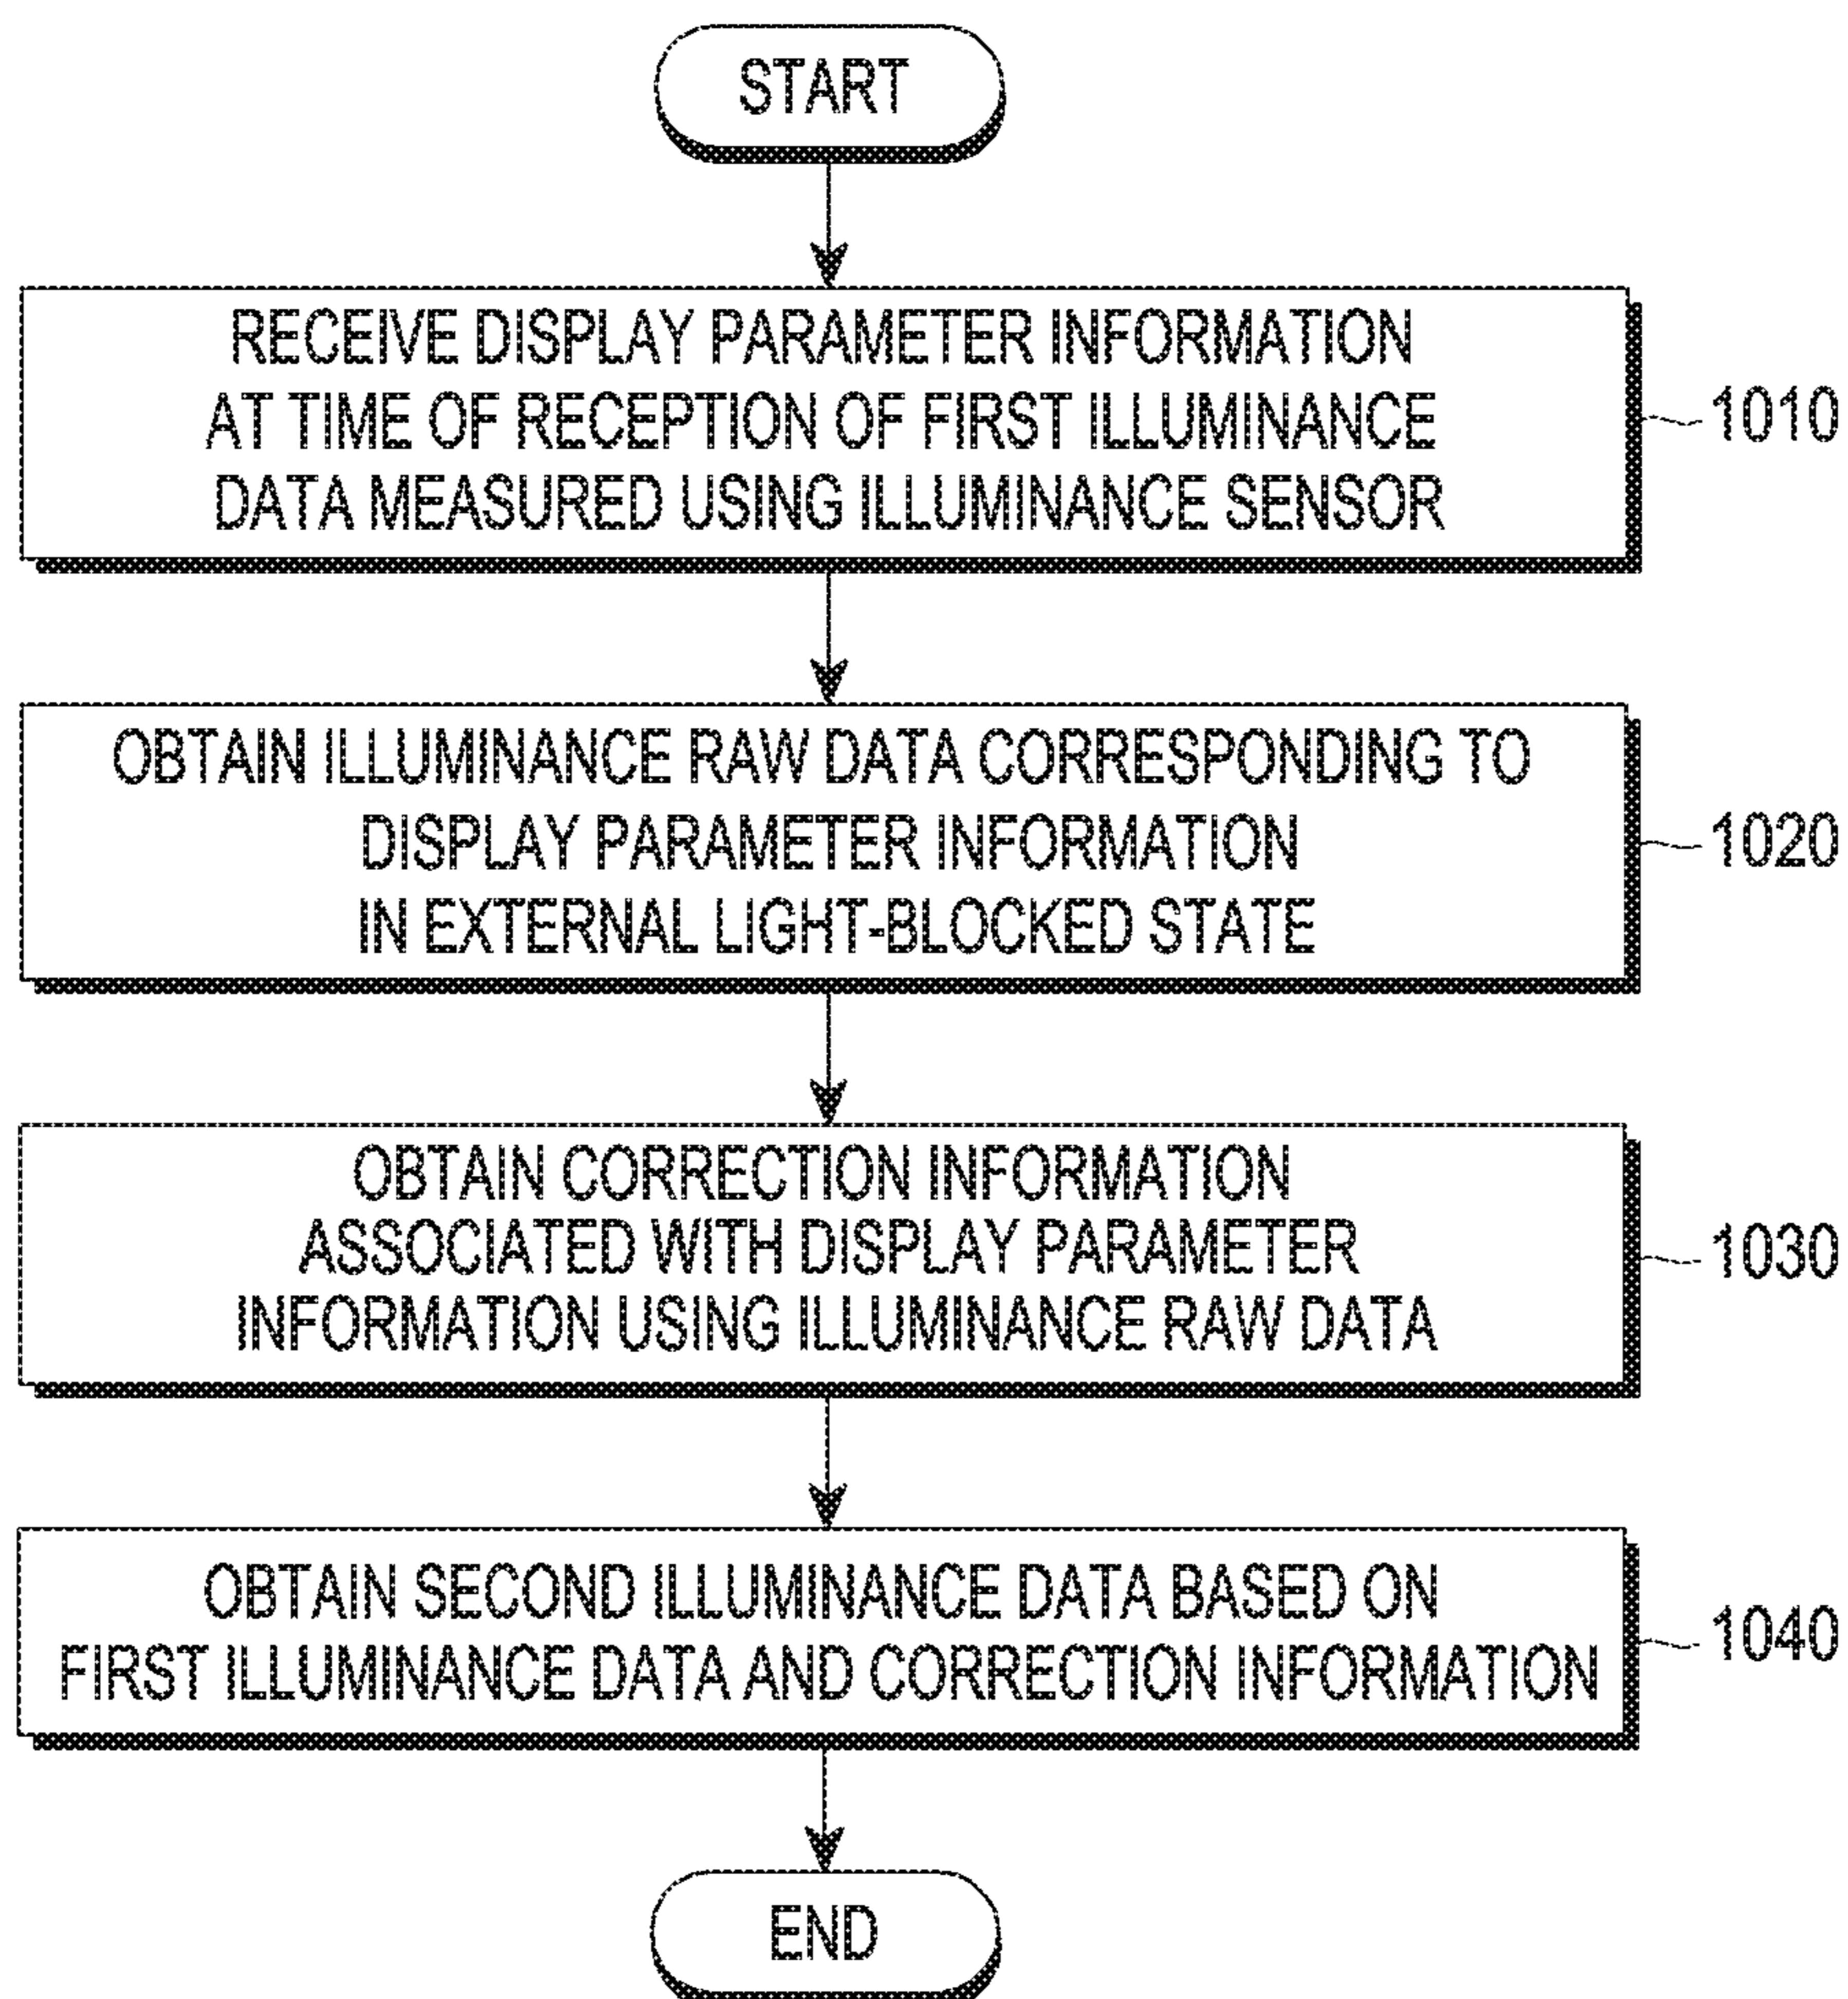 START
RECEIVE DISPLAY PARAMETER INFORMATION
AT TIME OF RECEPTION OF FIRST ILLUMINANCE
DATA MEASURED USING ILLUMINANCE SENSOR
1010
OBTAIN ILLUMINANCE RAW DATA CORRESPONDING TO
DISPLAY PARAMETER INFORMATION
IN EXTERNAL LIGHT-BLOCKED STATE
1020
OBTAIN CORRECTION INFORMATION
ASSOCIATED WITH DISPLAY PARAMETER
INFORMATION USING ILLUMINANCE RAW DATA
1030
OBTAIN SECOND ILLUMINANCE DATA BASED ON
FIRST ILLUMINANCE DATA AND CORRECTION INFORMATION
1040
END